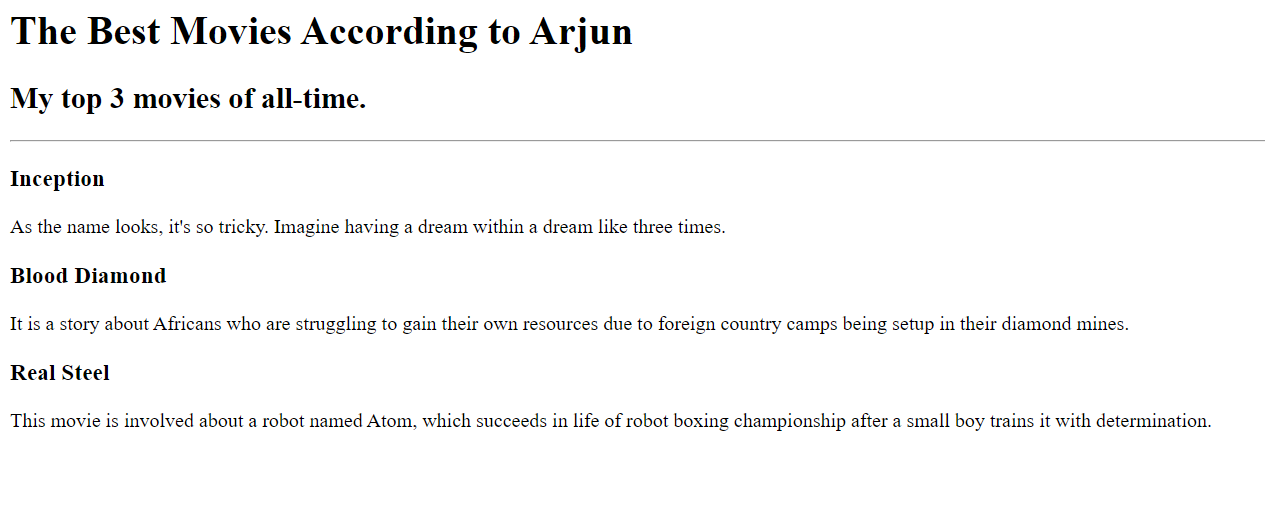 The Best Movies According to Arjun
My top 3 movies of all-time.
Inception
As the name looks, it's so tricky. Imagine having a dream within a dream like three times.
Blood Diamond
It is a story about Africans who are struggling to gain their own resources due to foreign country camps being setup in their diamond mines.
Real Steel
This movie is involved about a robot named Atom, which succeeds in life of robot boxing championship after a small boy trains it with determination.